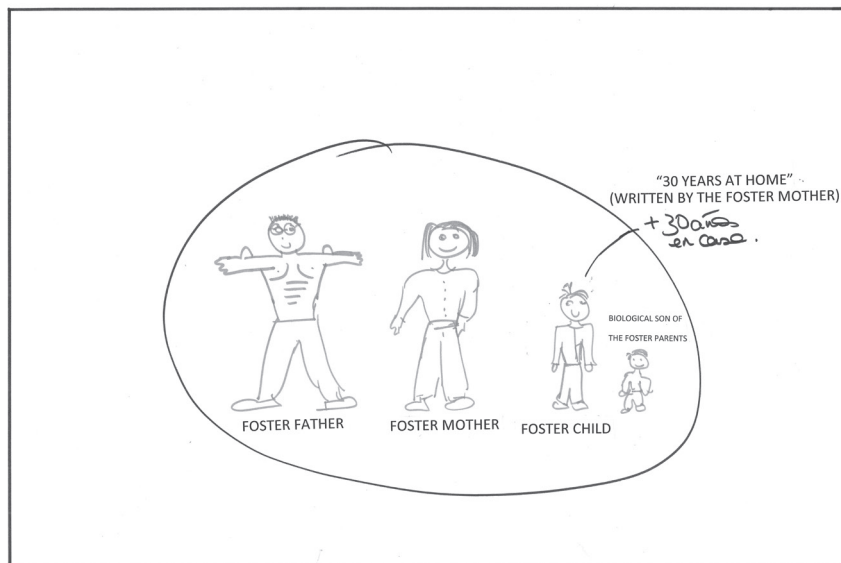 “30 YEARS AT HOME”
(WRITTEN BY THE FOSTER MOTHER)
+ 30 años
en casa.
BIOLOGICAL SON OF
THE FOSTER PARENTS
FOSTER FATHER
FOSTER MOTHER
FOSTER CHILD